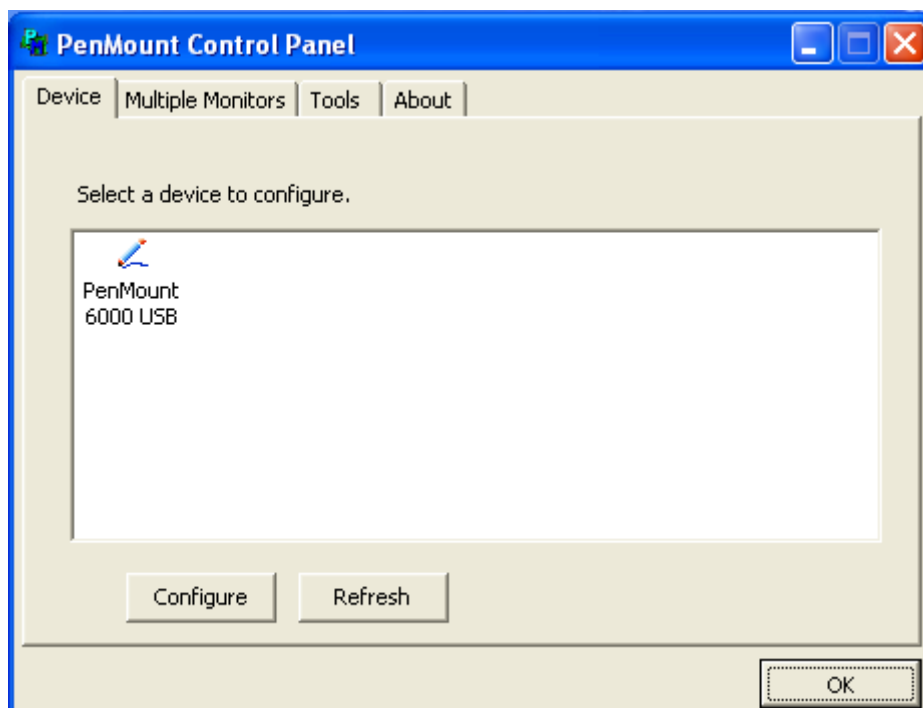 PenMount Control Panel
Device
Multiple Monitors
Tools
About
Select a device to configure.
PenMount
6000 USB
Configure
Refresh
OK